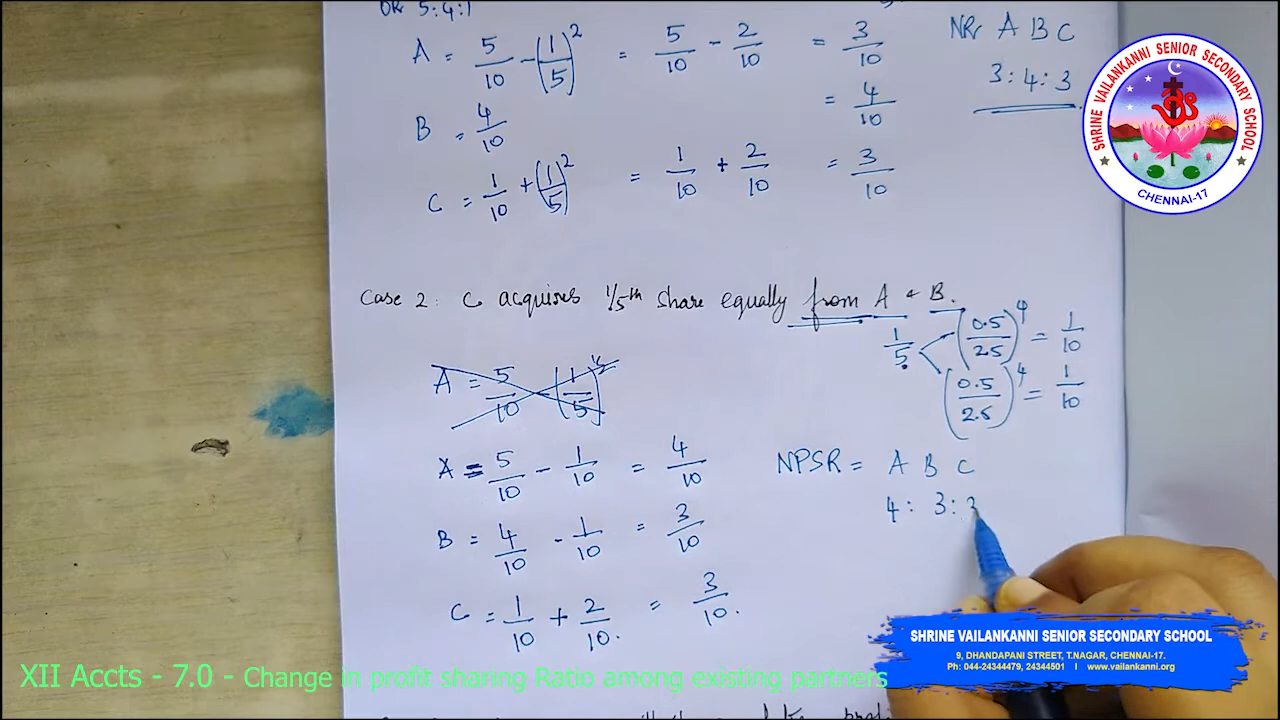 OR 5:4:1
A = 5/10 - (1/5)² = 5/10 - 2/10 = 3/10
B = 4/10 = 4/10
C = 1/10 + (1/5)² = 1/10 + 2/10 = 3/10
NR A B C
3:4:3
SHRINE VAILANKANNI SENIOR SECONDARY SCHOOL
CHENNAI-17
Case 2: C acquires 1/5th share equally from A & B.
1/5
(0.5/2.5)⁴ = 1/10
(0.5/2.5)⁴ = 1/10
A = 5/10 (1/5)
A = 5/10 - 1/10 = 4/10
B = 4/10 - 1/10 = 3/10
C = 1/10 + 2/10. = 3/10.
NPSR = A B C
4: 3:3
SHRINE VAILANKANNI SENIOR SECONDARY SCHOOL
9, DHANDAPANI STREET, T.NAGAR, CHENNAI-17.
Ph: 044-24344479, 24344501 I www.vailankanni.org
XII Accts - 7.0 - Change in profit sharing Ratio among existing partners